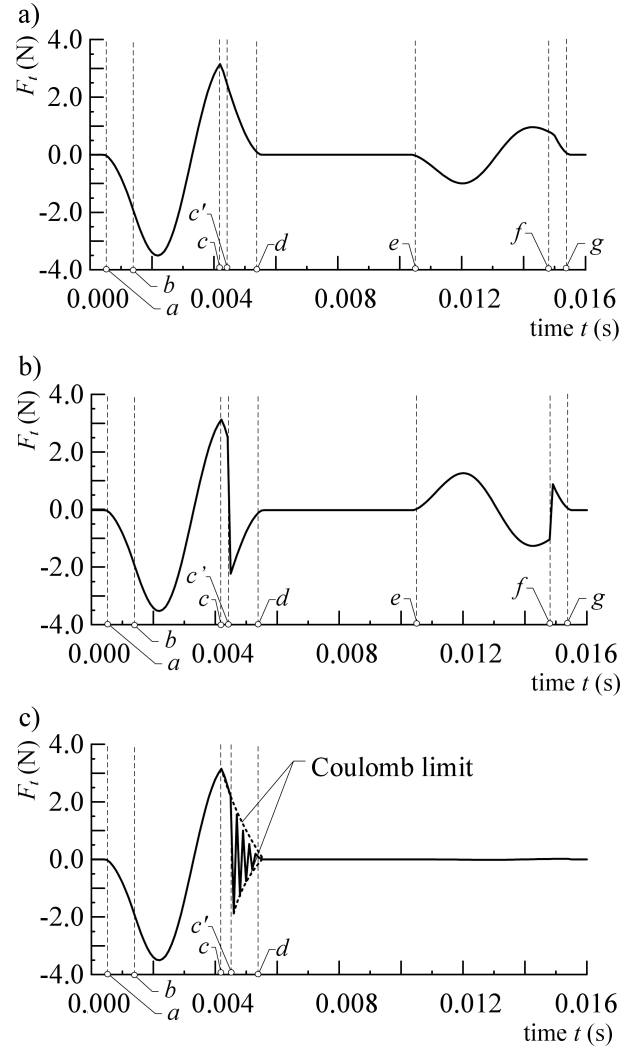 a)
F_t (N)
4.0
2.0
0.0
-2.0
-4.0
c'
c
d
e
f
g
b
a
0.000 0.004 0.008 0.012 0.016
time t (s)
b)
F_t (N)
4.0
2.0
0.0
-2.0
-4.0
c'
c
d
e
f
g
b
a
0.000 0.004 0.008 0.012 0.016
time t (s)
c)
F_t (N)
4.0
2.0
0.0
-2.0
-4.0
Coulomb limit
c'
c
d
b
a
0.000 0.004 0.008 0.012 0.016
time t (s)